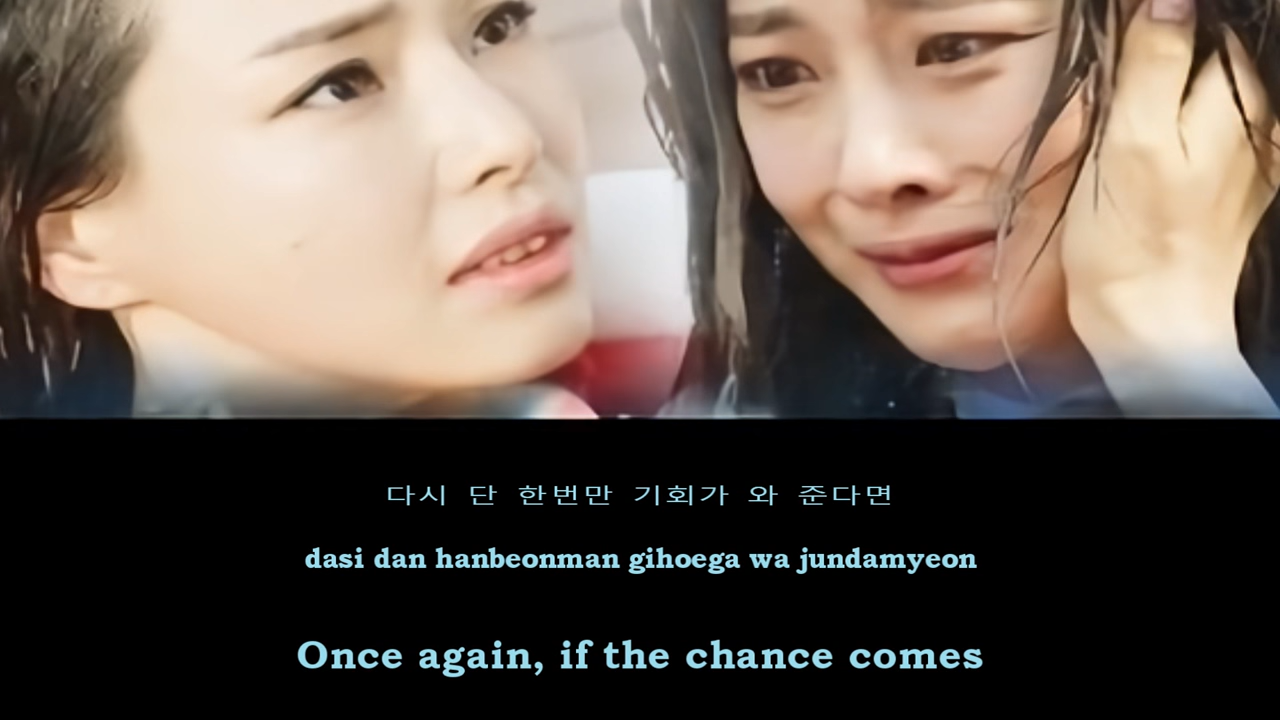 다시 단 한번만 기회가 와 준다면
dasi dan hanbeonman gihoega wa jundamyeon
Once again, if the chance comes